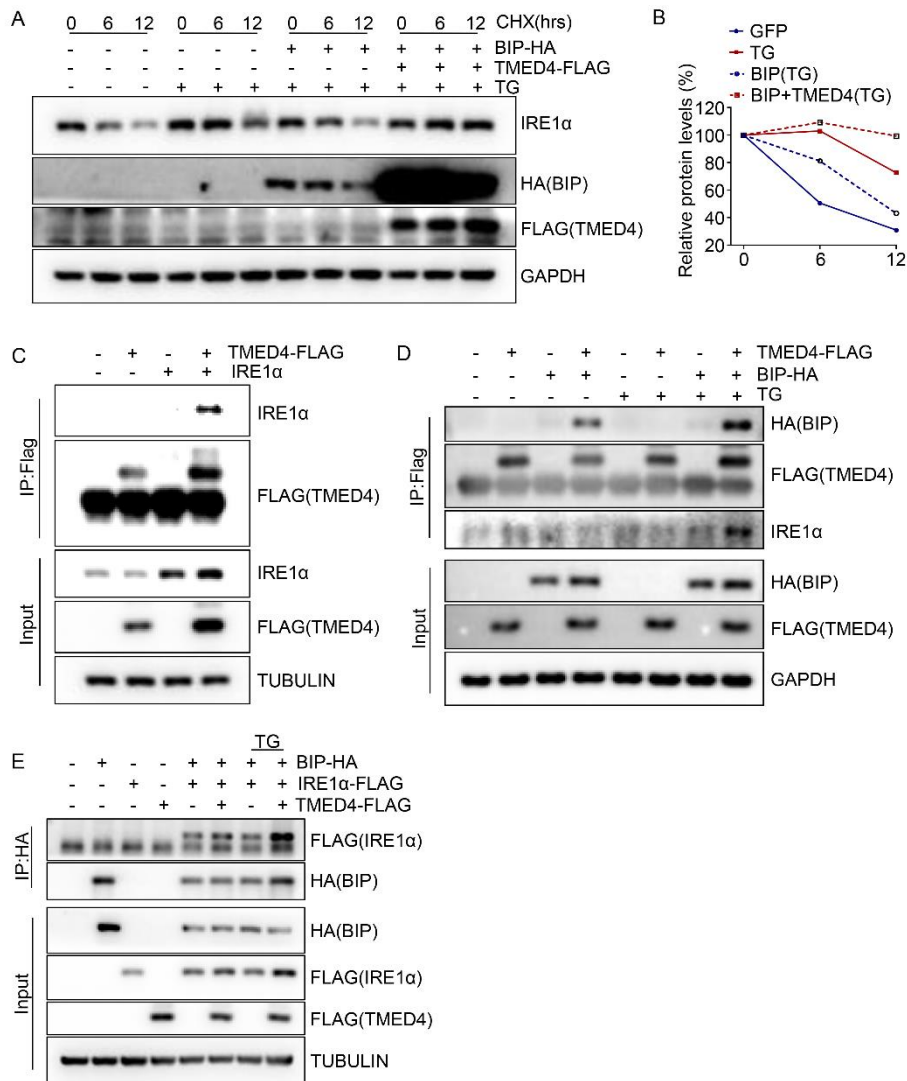 A
0 6 12 0 6 12 0 6 12 0 6 12 CHX(hrs)
- - - - - - + + + + + + BIP-HA
- - - - - - - - - + + + TMED4-FLAG
- - - + + + + + + + + + TG
IRE1α
HA(BIP)
FLAG(TMED4)
GAPDH
B
GFP
TG
BIP(TG)
BIP+TMED4(TG)
Relative protein levels (%)
120
100
80
60
40
20
0 6 12
C
- + - + TMED4-FLAG
- - + + IRE1α
IP:Flag
IRE1α
FLAG(TMED4)
Input
IRE1α
FLAG(TMED4)
TUBULIN
D
- + - + - + - + TMED4-FLAG
- - + + - - + + BIP-HA
- - - - + + + + TG
IP:Flag
HA(BIP)
FLAG(TMED4)
IRE1α
Input
HA(BIP)
FLAG(TMED4)
GAPDH
E
TG
- + - - + + + + BIP-HA
- - + - + + + + IRE1α-FLAG
- - - + - + - + TMED4-FLAG
IP:HA
FLAG(IRE1α)
HA(BIP)
Input
HA(BIP)
FLAG(IRE1α)
FLAG(TMED4)
TUBULIN